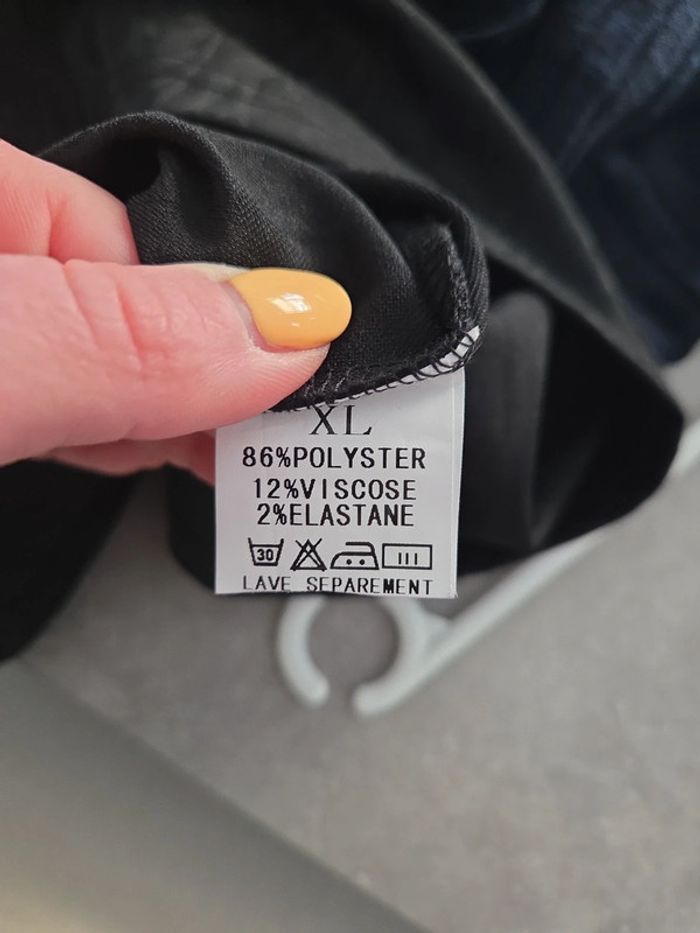 XL
86%POLYSTER
12%VISCOSE
2%ELASTANE
30
LAVE SEPAREMENT